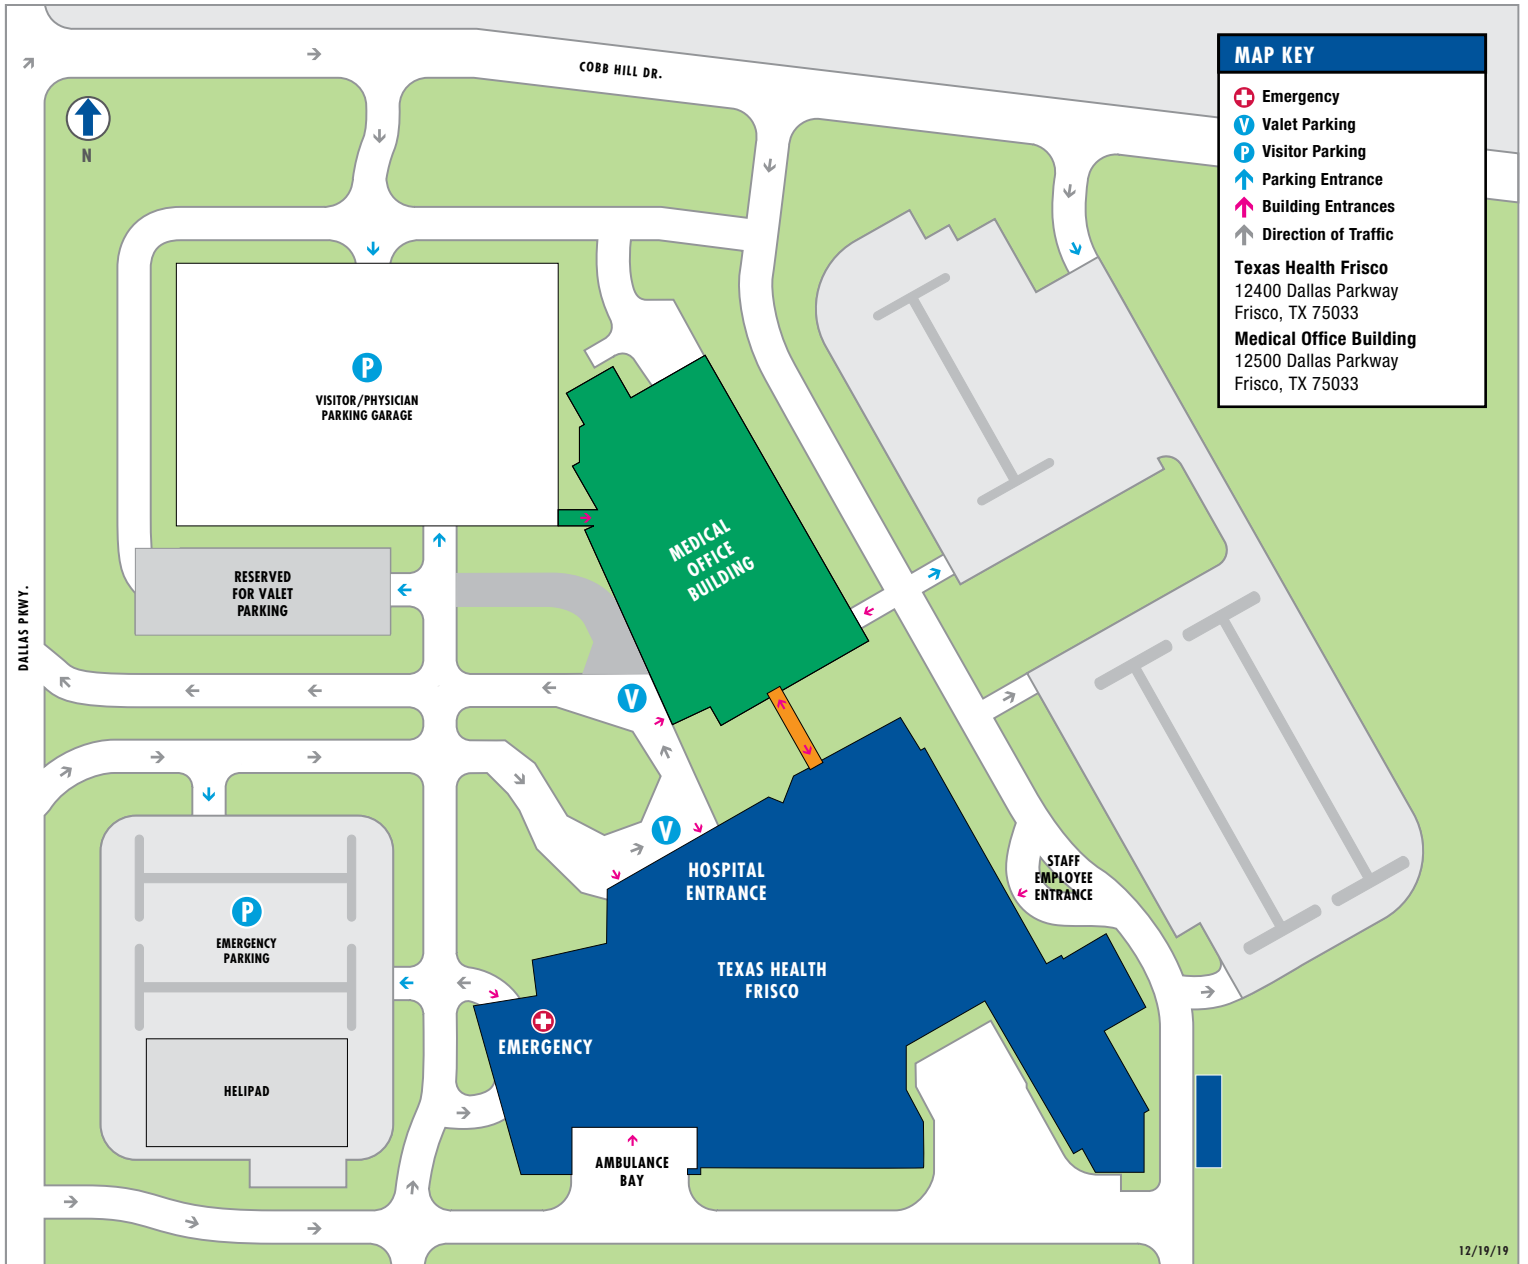 COBB HILL DR.
N
MAP KEY
Emergency
V Valet Parking
P Visitor Parking
Parking Entrance
Building Entrances
Direction of Traffic
Texas Health Frisco
12400 Dallas Parkway
Frisco, TX 75033
Medical Office Building
12500 Dallas Parkway
Frisco, TX 75033
P
VISITOR/PHYSICIAN
PARKING GARAGE
MEDICAL
OFFICE
BUILDING
RESERVED
FOR VALET
PARKING
DALLAS PKWY.
V
V
HOSPITAL
ENTRANCE
STAFF
EMPLOYEE
ENTRANCE
P
EMERGENCY
PARKING
TEXAS HEALTH
FRISCO
EMERGENCY
HELIPAD
AMBULANCE
BAY
12/19/19